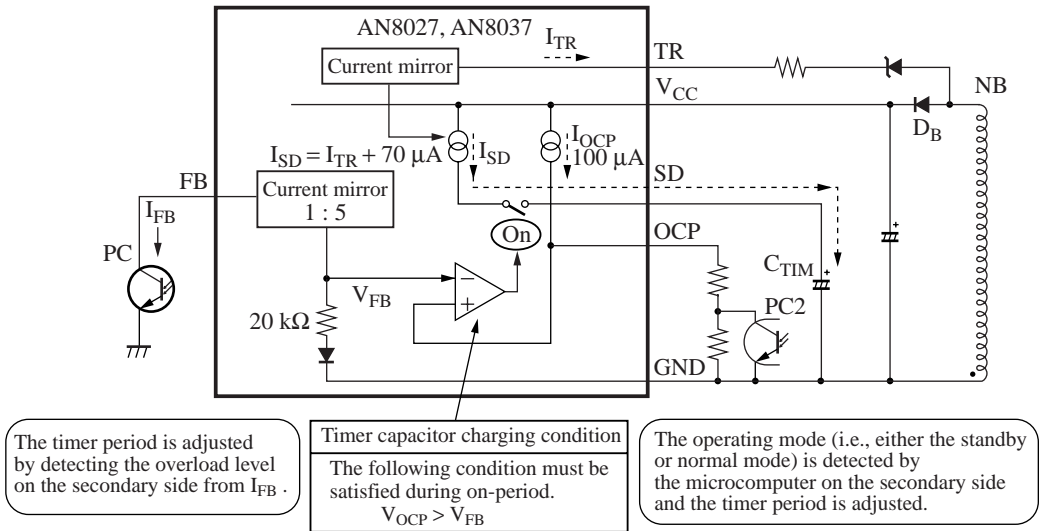 AN8027, AN8037
I_TR
TR
Current mirror
V_CC
NB
D_B
I_SD = I_TR + 70 µA
I_SD
I_OCP
100 µA
SD
FB
Current mirror
1 : 5
I_FB
PC
On
OCP
C_TIM
+
+
V_FB
−
+
PC2
20 kΩ
GND
The timer period is adjusted
by detecting the overload level
on the secondary side from I_FB .
Timer capacitor charging condition
The following condition must be
satisfied during on-period.
V_OCP > V_FB
The operating mode (i.e., either the standby
or normal mode) is detected by
the microcomputer on the secondary side
and the timer period is adjusted.